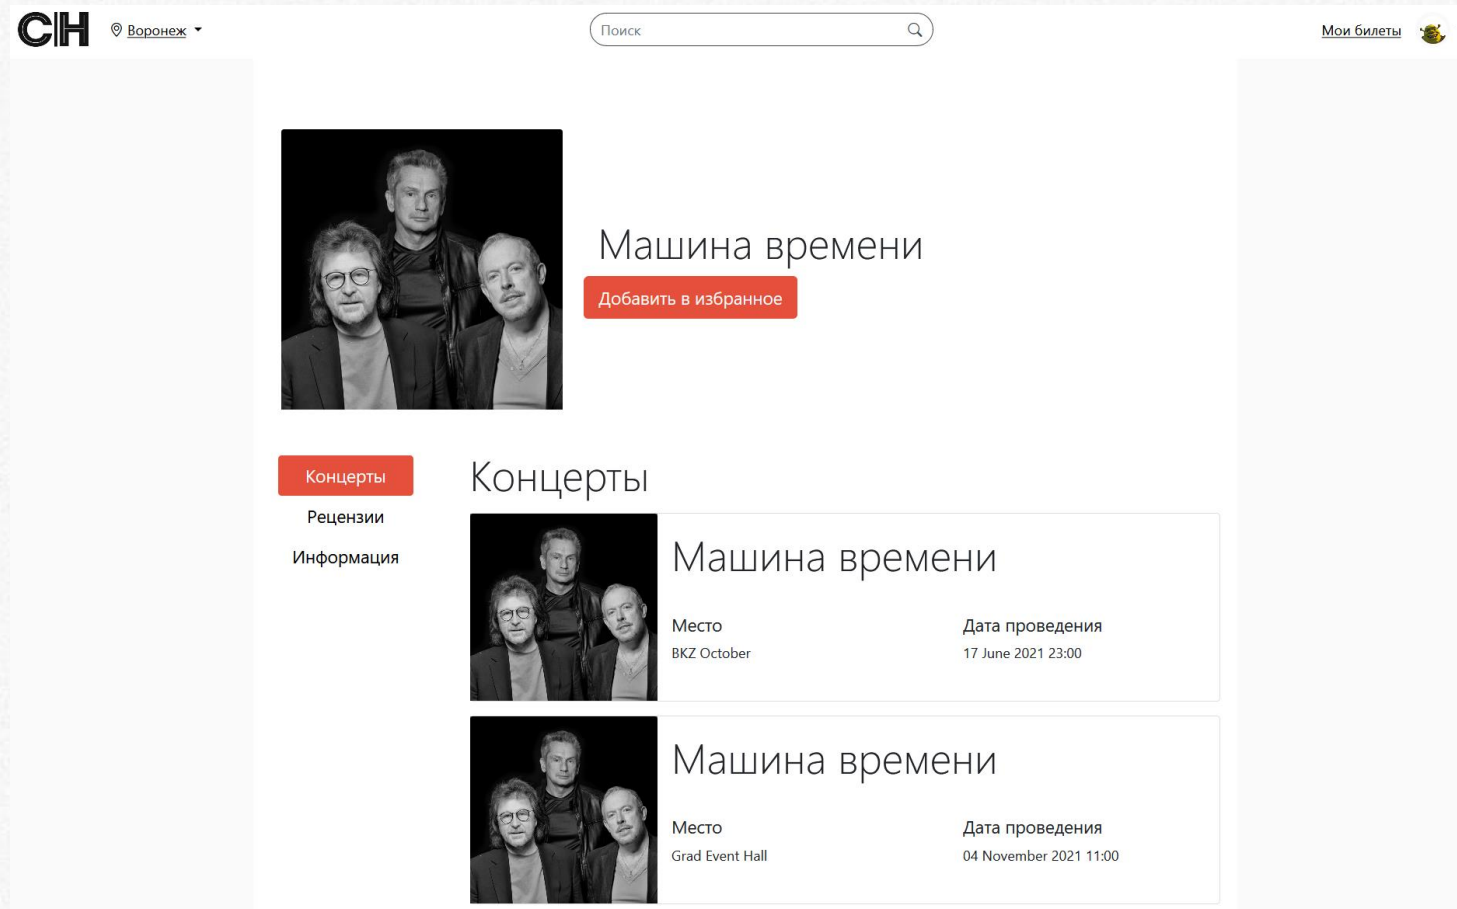 СН
Воронеж
Поиск
Мои билеты
Машина времени
Добавить в избранное
Концерты
Рецензии
Информация
Концерты
Машина времени
Место
Дата проведения
BKZ October
17 June 2021 23:00
Машина времени
Место
Дата проведения
Grad Event Hall
04 November 2021 11:00